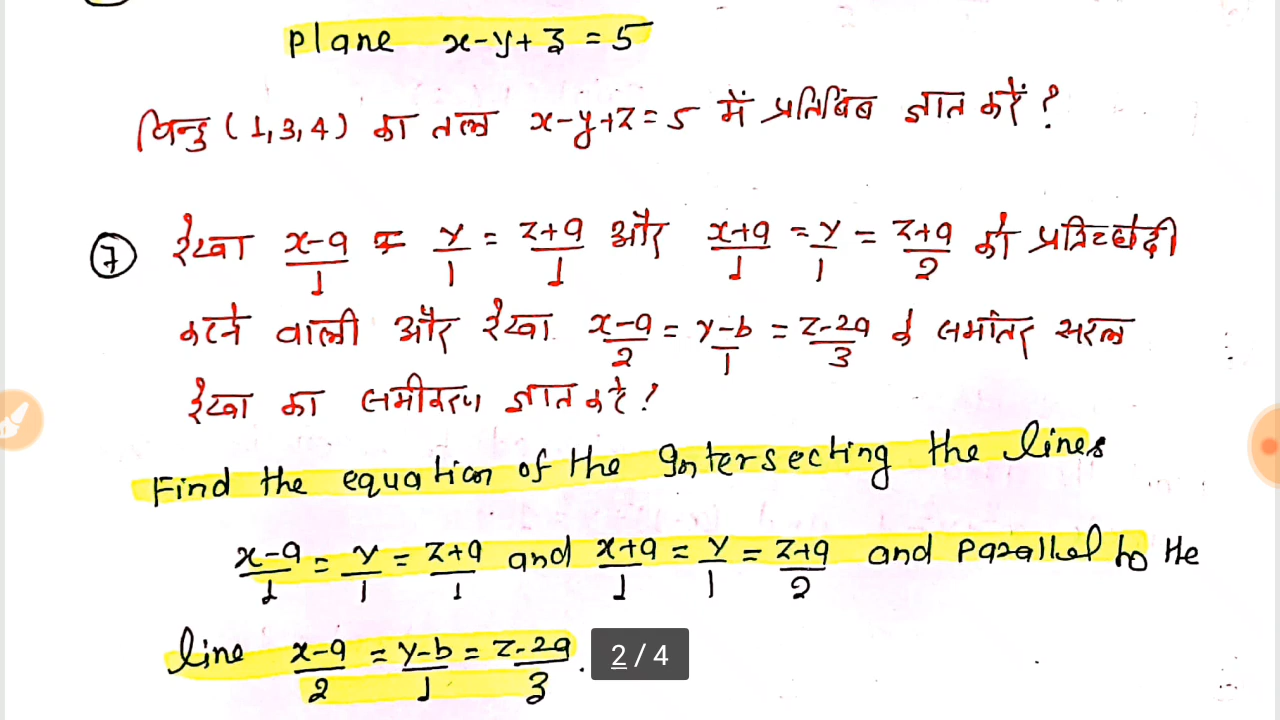 plane x-y+z = 5
बिन्दु (1,3,4) का तल x-y+z=5 में प्रतिबिंब ज्ञात करें ?
7 रेखा x-a/1 = y/1 = z+a/1 और x+a/1 = y/1 = z+a/2 को प्रतिच्छेदी
करने वाली और रेखा x-a/2 = y-b/1 = z-2a/3 के समांतर सरल
रेखा का समीकरण ज्ञात करें ?
Find the equation of the Intersecting the lines
x-a/1 = y/1 = z+a/1 and x+a/1 = y/1 = z+a/2 and parallel to the
line x-a/2 = y-b/1 = z-2a/3 .
2 / 4